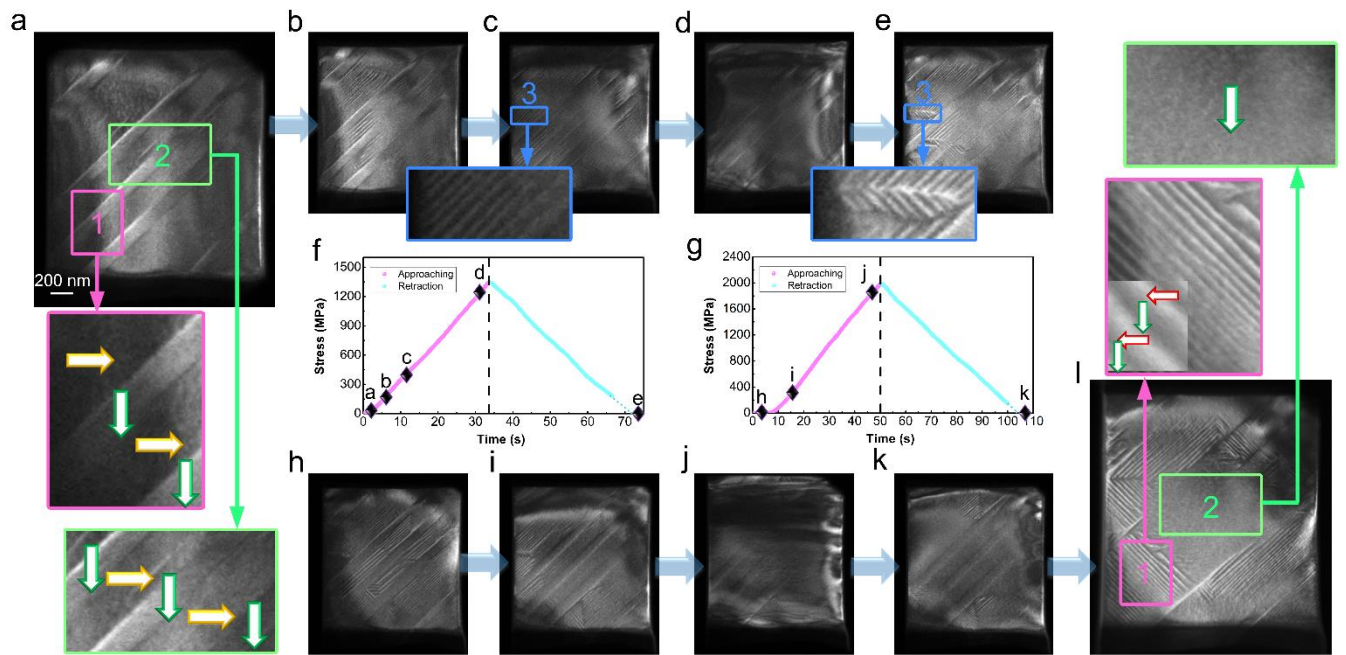 a
b
c
d
e
1
2
200 nm
3
3
f
1500
1200
900
600
300
0
Stress (MPa)
Approaching
Retraction
a
b
c
d
e
0 10 20 30 40 50 60 70
Time (s)
g
2400
2000
1600
1200
800
400
0
Stress (MPa)
Approaching
Retraction
h
i
j
k
0 10 20 30 40 50 60 70 80 90 100 110
Time (s)
h
i
j
k
l
1
2